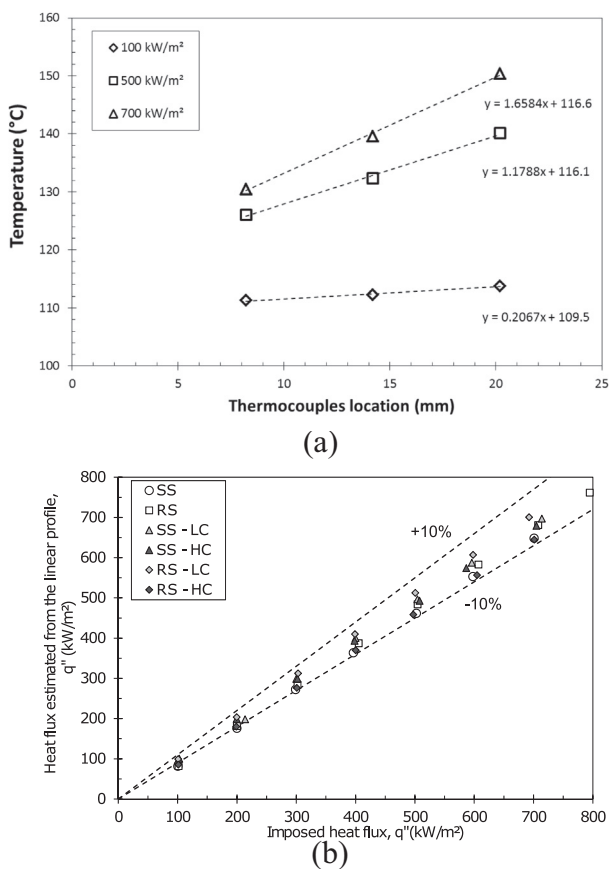 160
150
140
130
120
110
100
Temperature (°C)
100 kW/m²
500 kW/m²
700 kW/m²
y = 1.6584x + 116.6
y = 1.1788x + 116.1
y = 0.2067x + 109.5
0 5 10 15 20 25
Thermocouples location (mm)
(a)
800
700
600
500
400
300
200
100
0
Heat flux estimated from the linear profile,
q" (kW/m²)
SS
RS
SS - LC
SS - HC
RS - LC
RS - HC
+10%
-10%
0 100 200 300 400 500 600 700 800
Imposed heat flux, q"(kW/m²)
(b)